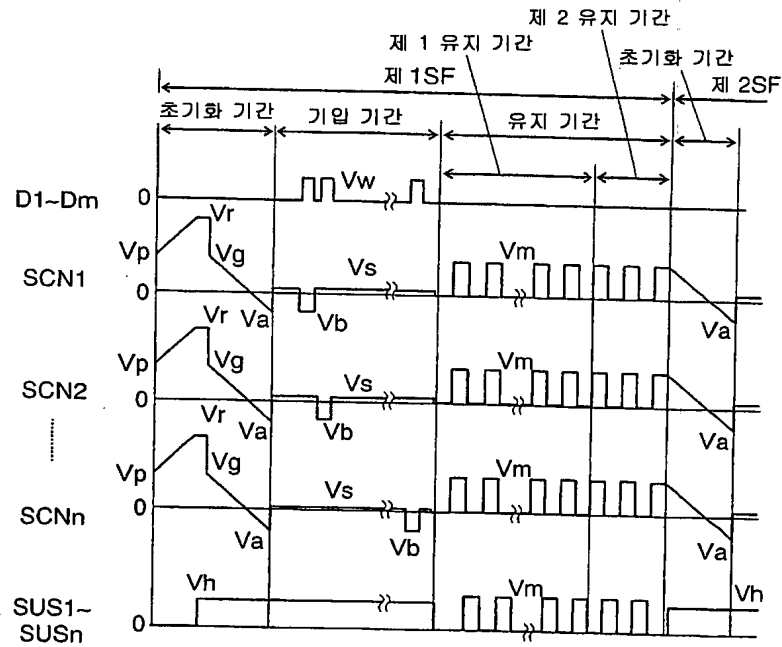 제 2 유지 기간
제 1 유지 기간
초기화 기간
제 1SF
제 2SF
초기화 기간
기입 기간
유지 기간
D1~Dm
0
Vw
Vp
Vr
Vg
SCN1
0
Va
Vs
Vb
Vm
Va
Vp
Vr
Vg
SCN2
0
Va
Vs
Vb
Vm
Va
Vp
Vr
Vg
SCNn
0
Va
Vs
Vb
Vm
Va
SUS1~
SUSn
0
Vh
Vm
Vh